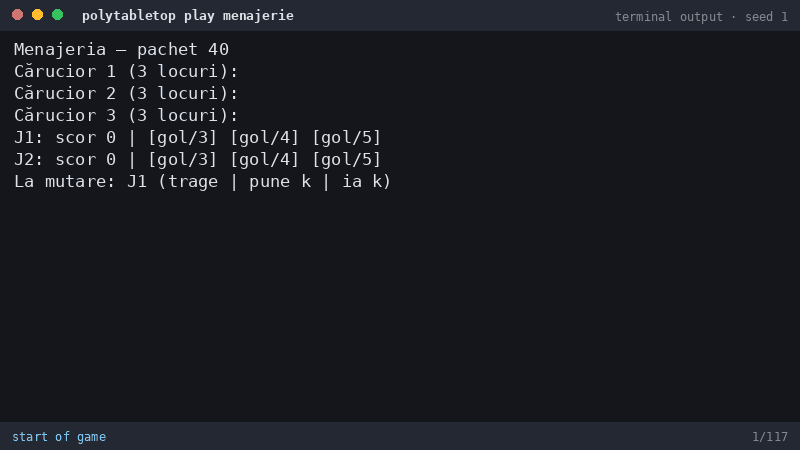 polytabletop play menajerie
terminal output · seed 1
Menajeria — pachet 40
Cărucior 1 (3 locuri):
Cărucior 2 (3 locuri):
Cărucior 3 (3 locuri):
J1: scor 0 | [gol/3] [gol/4] [gol/5]
J2: scor 0 | [gol/3] [gol/4] [gol/5]
La mutare: J1 (trage | pune k | ia k)
start of game
1/117